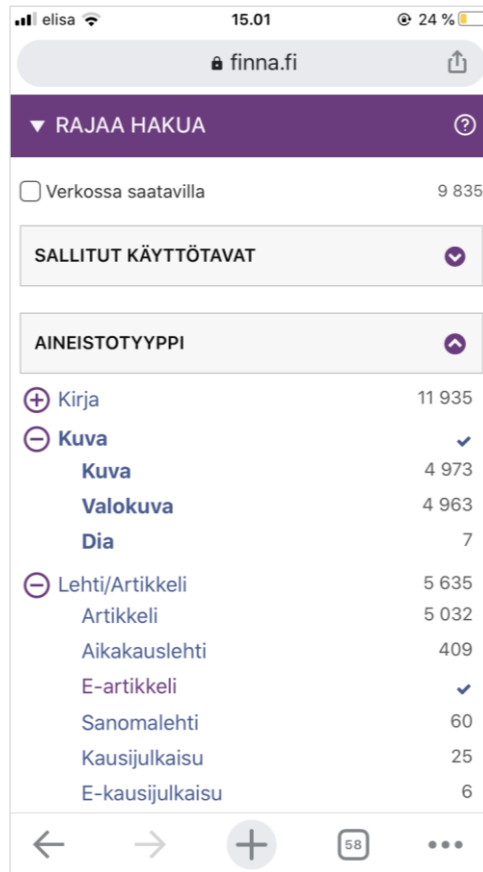 elisa 15.01 24 %
finna.fi
RAJAA HAKUA
Verkossa saatavilla 9 835
SALLITUT KÄYTTÖTAVAT
AINEISTOTYYPPI
Kirja 11 935
Kuva
Kuva 4 973
Valokuva 4 963
Dia 7
Lehti/Artikkeli 5 635
Artikkeli 5 032
Aikakauslehti 409
E-artikkeli
Sanomalehti 60
Kausijulkaisu 25
E-kausijulkaisu 6
58